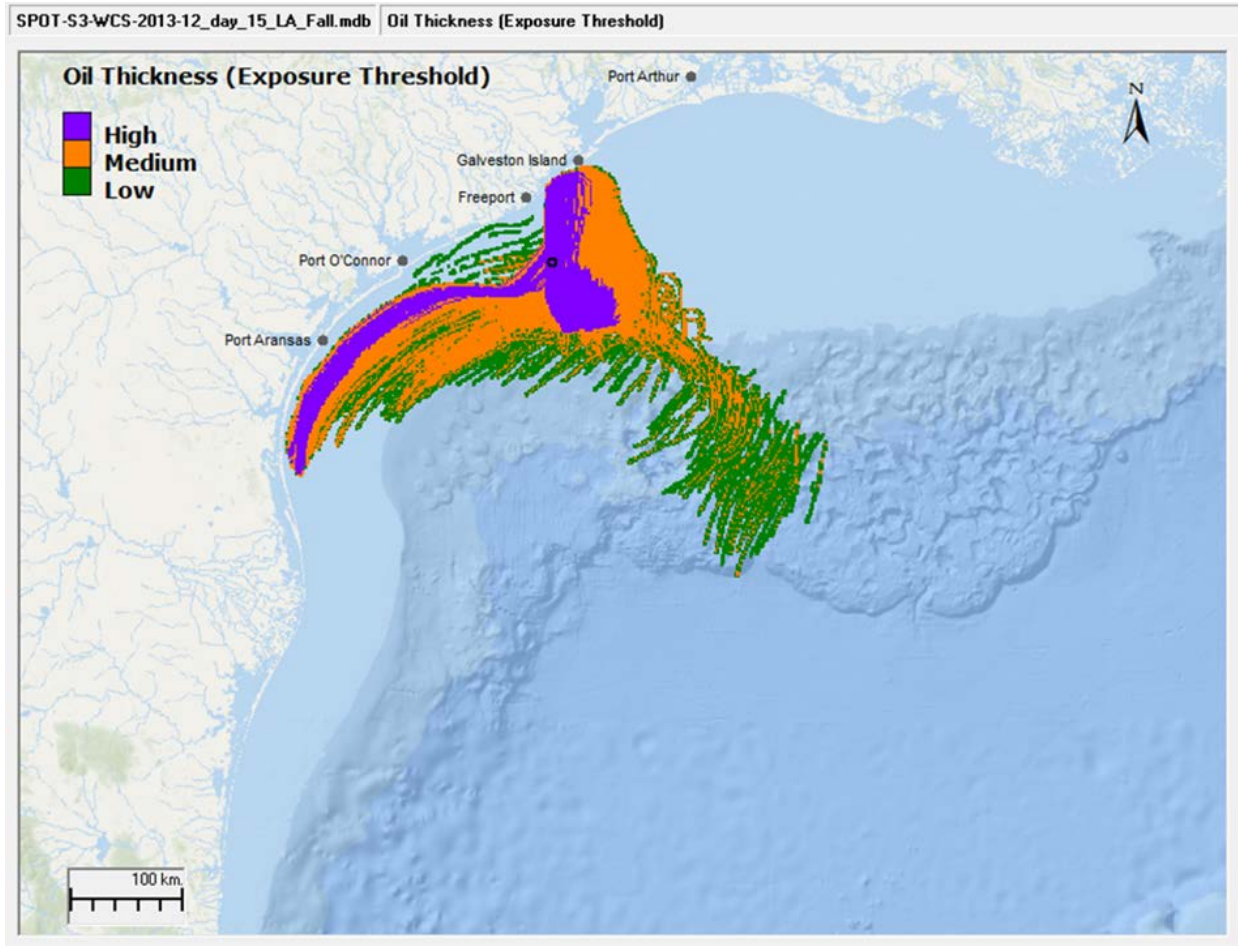 SPOT-S3-WCS-2013-12_day_15_LA_Fall.mdb Oil Thickness (Exposure Threshold)
Oil Thickness (Exposure Threshold)
High
Medium
Low
Port Arthur
N
Galveston Island
Freeport
Port O'Connor
Port Aransas
100 km.